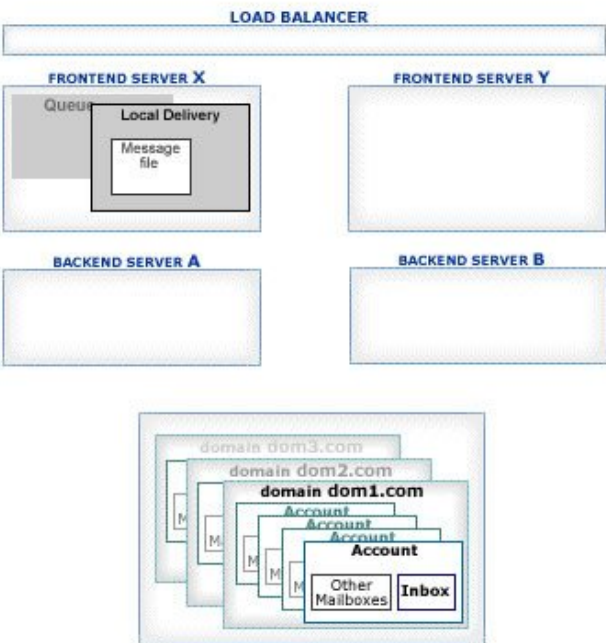 LOAD BALANCER
FRONTEND SERVER X
FRONTEND SERVER Y
Queue
Local Delivery
Message
file
BACKEND SERVER A
BACKEND SERVER B
domain dom3.com
domain dom2.com
domain dom1.com
Account
Account
Account
Account
M
M
M
M
M
Other
Mailboxes
Inbox